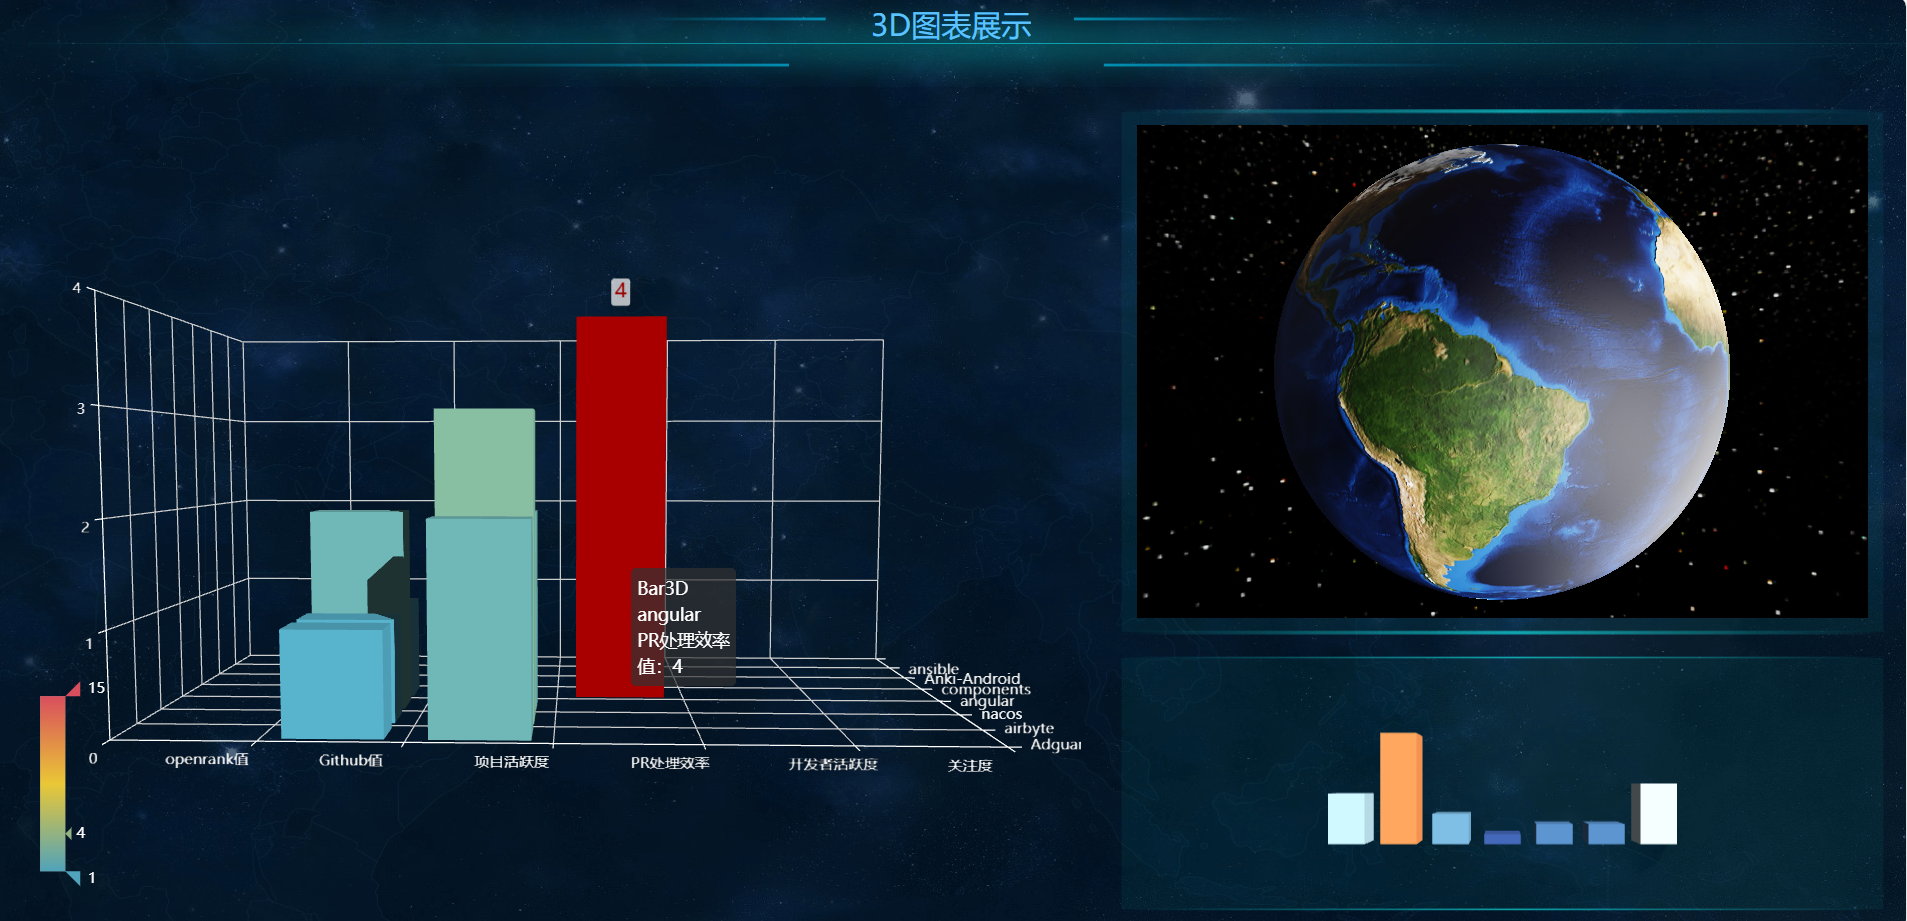 3D图表展示
4
4
3
2
1
0
Bar3D
angular
PR处理效率
值：4
ansible
Anki-Android
components
angular
nacos
airbyte
Adguar
openrank值
Github值
项目活跃度
PR处理效率
开发者活跃度
关注度
15
4
1